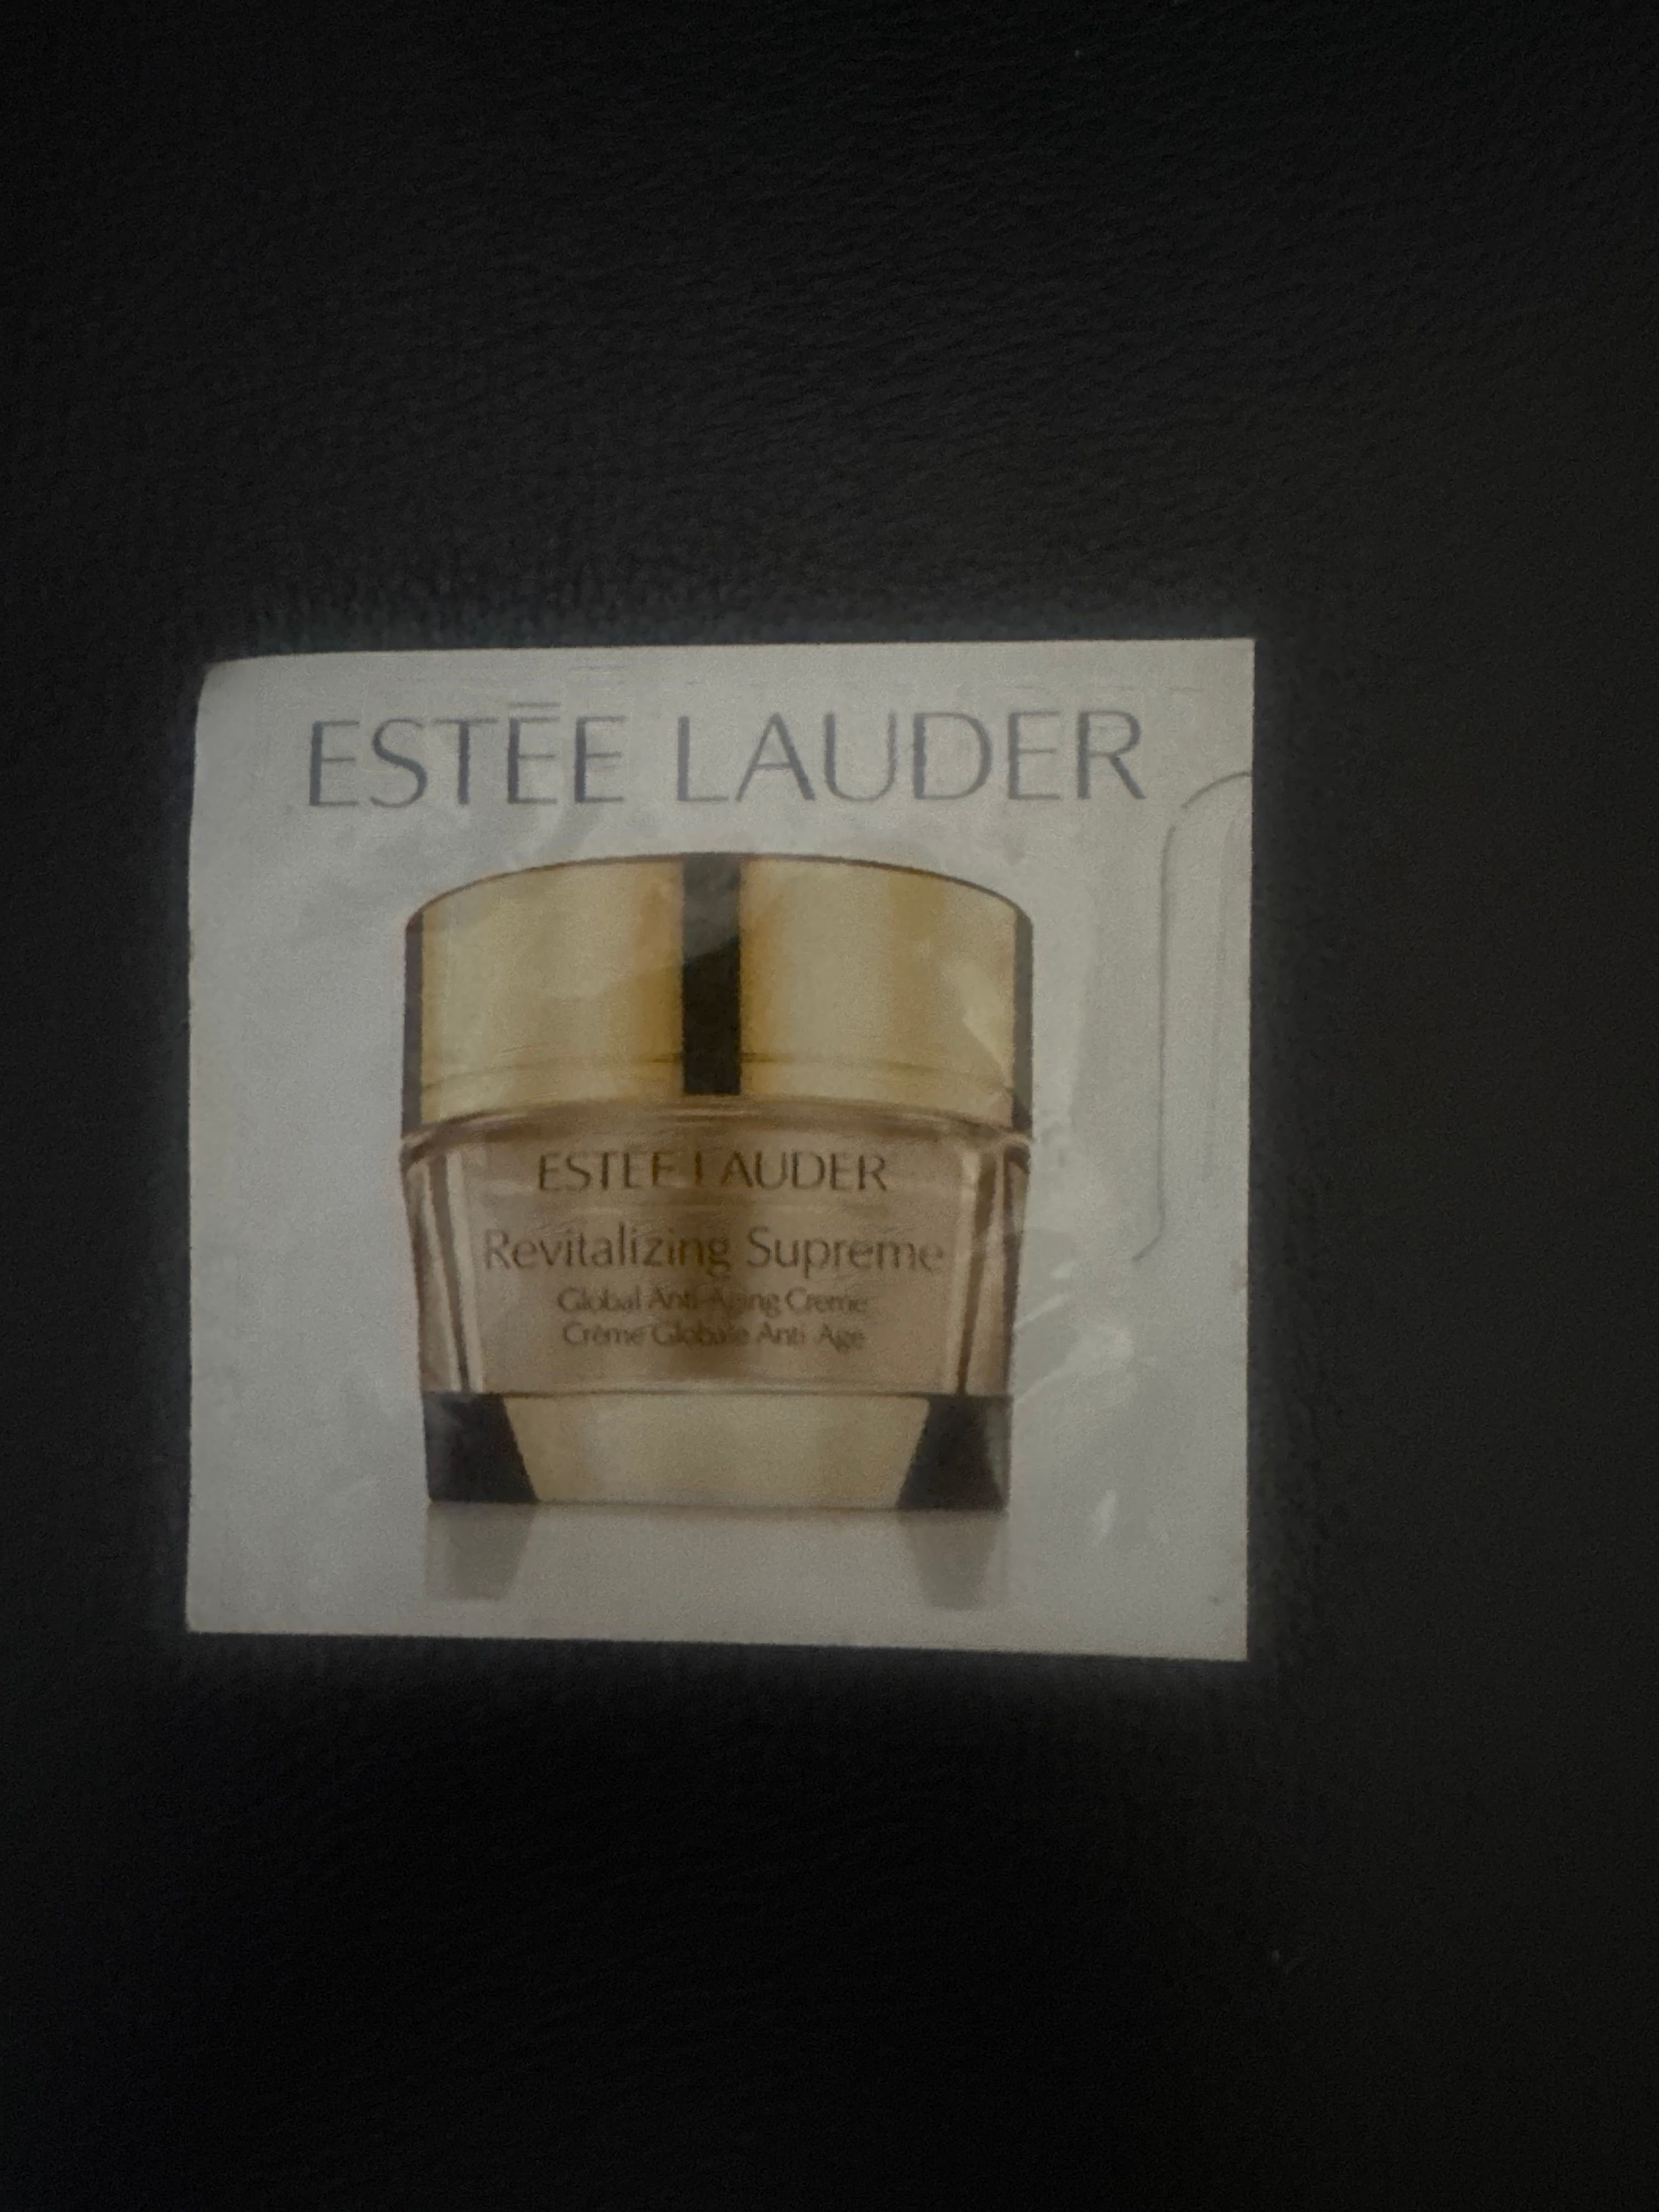 ESTĒE LAUDER
ESTEE LAUDER
Revitalizing Supreme
Global Anti-Aging Creme
Crème Globale Anti-Age